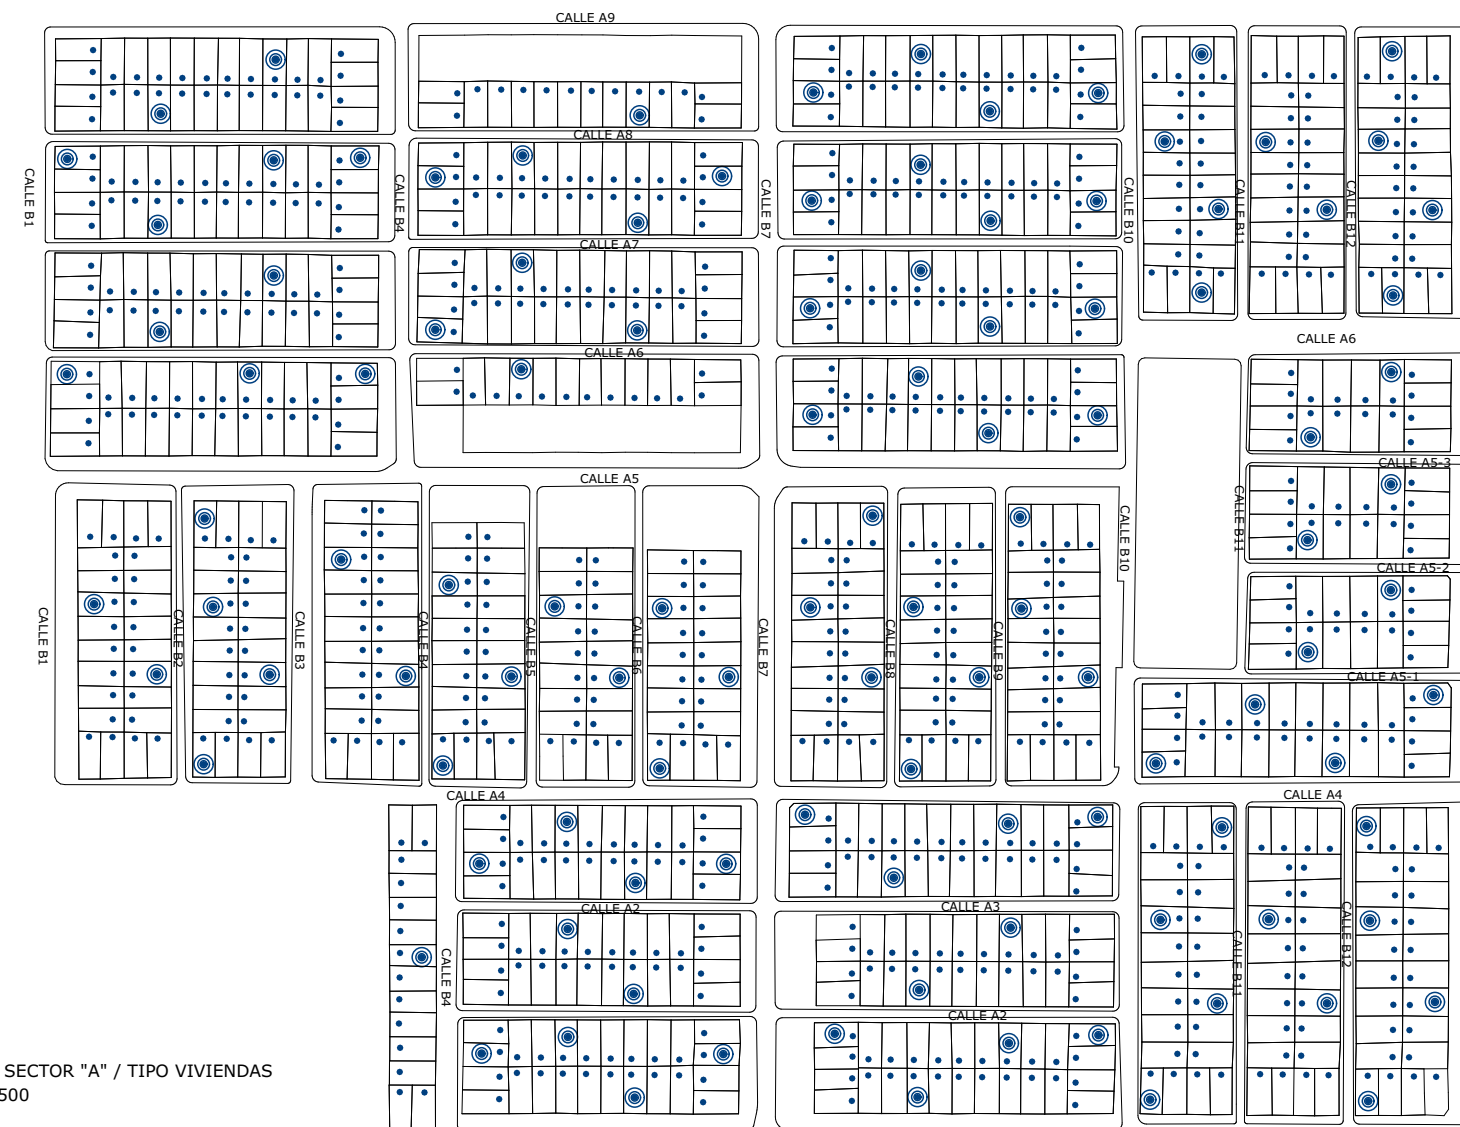 CALLE A9
CALLE A8
CALLE B1
CALLE B4
CALLE B7
CALLE B10
CALLE B11
CALLE B12
CALLE A7
CALLE A6
CALLE A6
CALLE A5
CALLE A5-3
CALLE B11
CALLE B10
CALLE A5-2
CALLE B1
CALLE B2
CALLE B3
CALLE B4
CALLE B5
CALLE B6
CALLE B7
CALLE B8
CALLE B9
CALLE A5-1
CALLE A4
CALLE A4
CALLE A2
CALLE A3
CALLE B4
CALLE B11
CALLE B12
CALLE A2
SECTOR "A" / TIPO VIVIENDAS
500